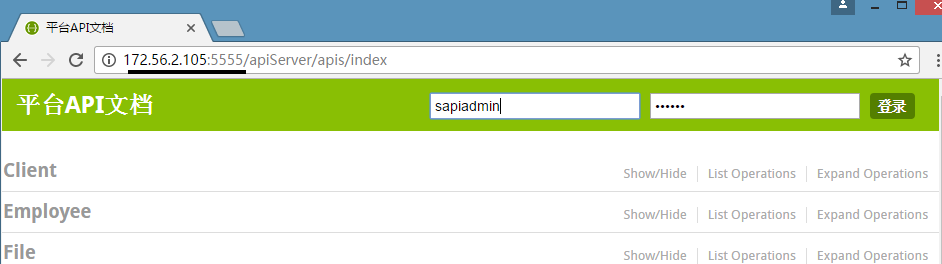 平台API文档
172.56.2.105:5555/apiServer/apis/index
平台API文档 sapiadmin •••••• 登录
Client Show/Hide List Operations Expand Operations
Employee Show/Hide List Operations Expand Operations
File Show/Hide List Operations Expand Operations